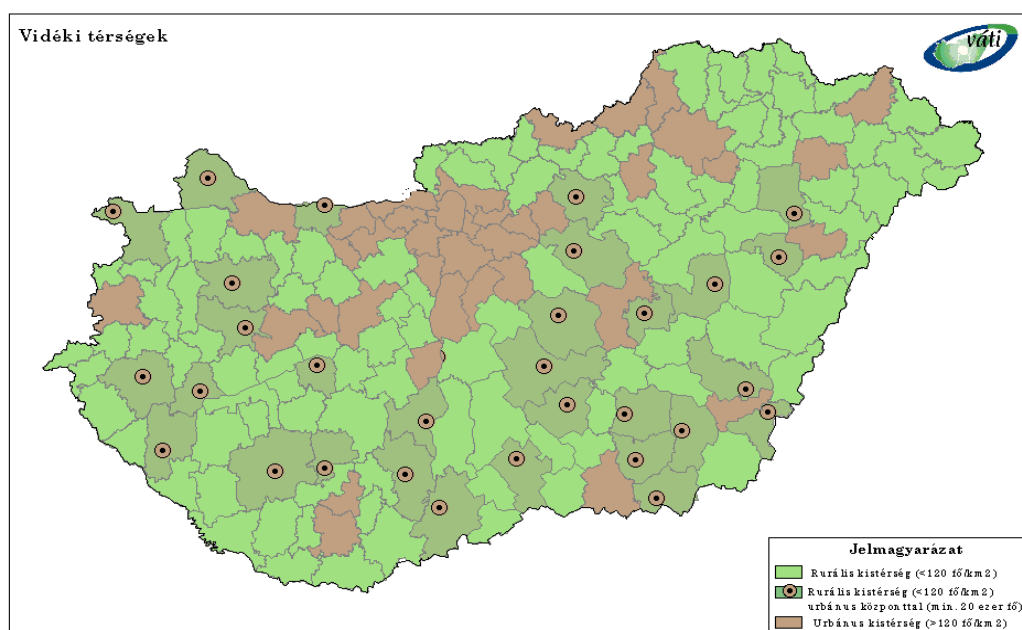 Vidéki térségek
váti
Jelmagyarázat
Rurális kistérség (<120 fő/km2)
Rurális kistérség (<120 fő/km2)
urbánus központtal (min. 20 ezer fő)
Urbánus kistérség (>120 fő/km2)